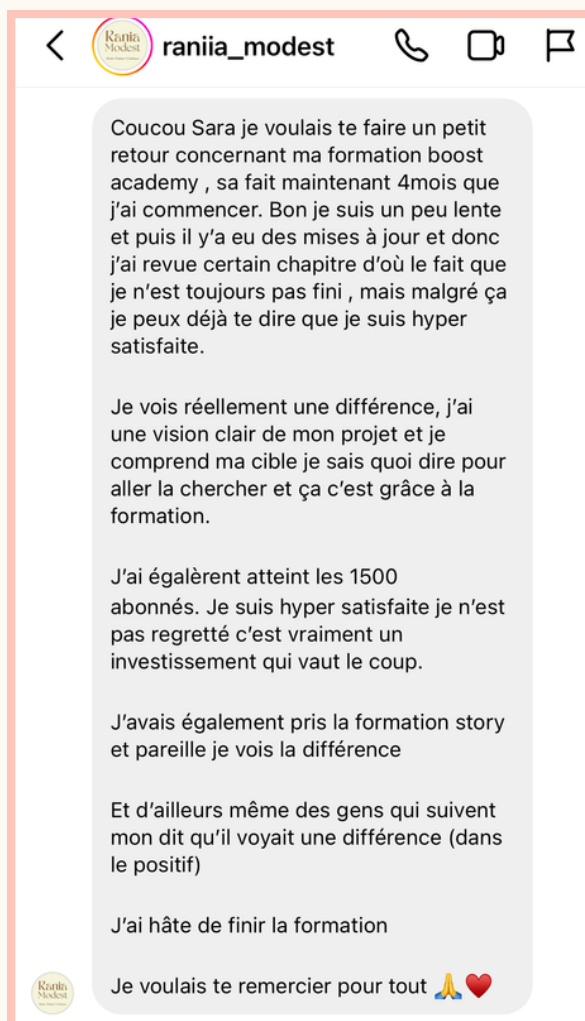 Rania
Modest
raniia_modest
Coucou Sara je voulais te faire un petit
retour concernant ma formation boost
academy , sa fait maintenant 4mois que
j'ai commencer. Bon je suis un peu lente
et puis il y'a eu des mises à jour et donc
j'ai revue certain chapitre d'où le fait que
je n'est toujours pas fini , mais malgré ça
je peux déjà te dire que je suis hyper
satisfaite.
Je vois réellement une différence, j'ai
une vision clair de mon projet et je
comprend ma cible je sais quoi dire pour
aller la chercher et ça c'est grâce à la
formation.
J'ai égalèrent atteint les 1500
abonnés. Je suis hyper satisfaite je n'est
pas regretté c'est vraiment un
investissement qui vaut le coup.
J'avais également pris la formation story
et pareille je vois la différence
Et d'ailleurs même des gens qui suivent
mon dit qu'il voyait une différence (dans
le positif)
J'ai hâte de finir la formation
Je voulais te remercier pour tout 🙏♥️
Rania
Modest